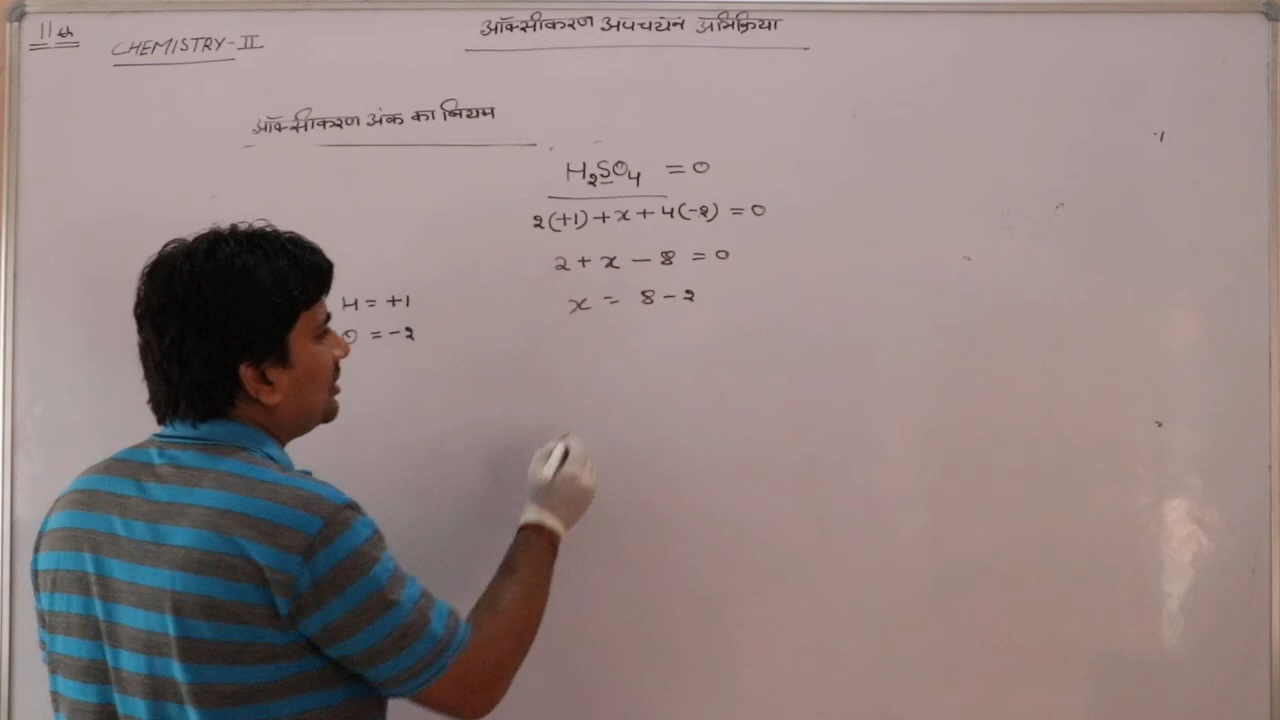 11th
CHEMISTRY-II
ऑक्सीकरण अपचयन अभिक्रिया
ऑक्सीकरण अंक का नियम
H₂SO₄ = 0
2(+1)+x+4(-2) = 0
2+x-8 = 0
x = 8-2
H = +1
O = -2